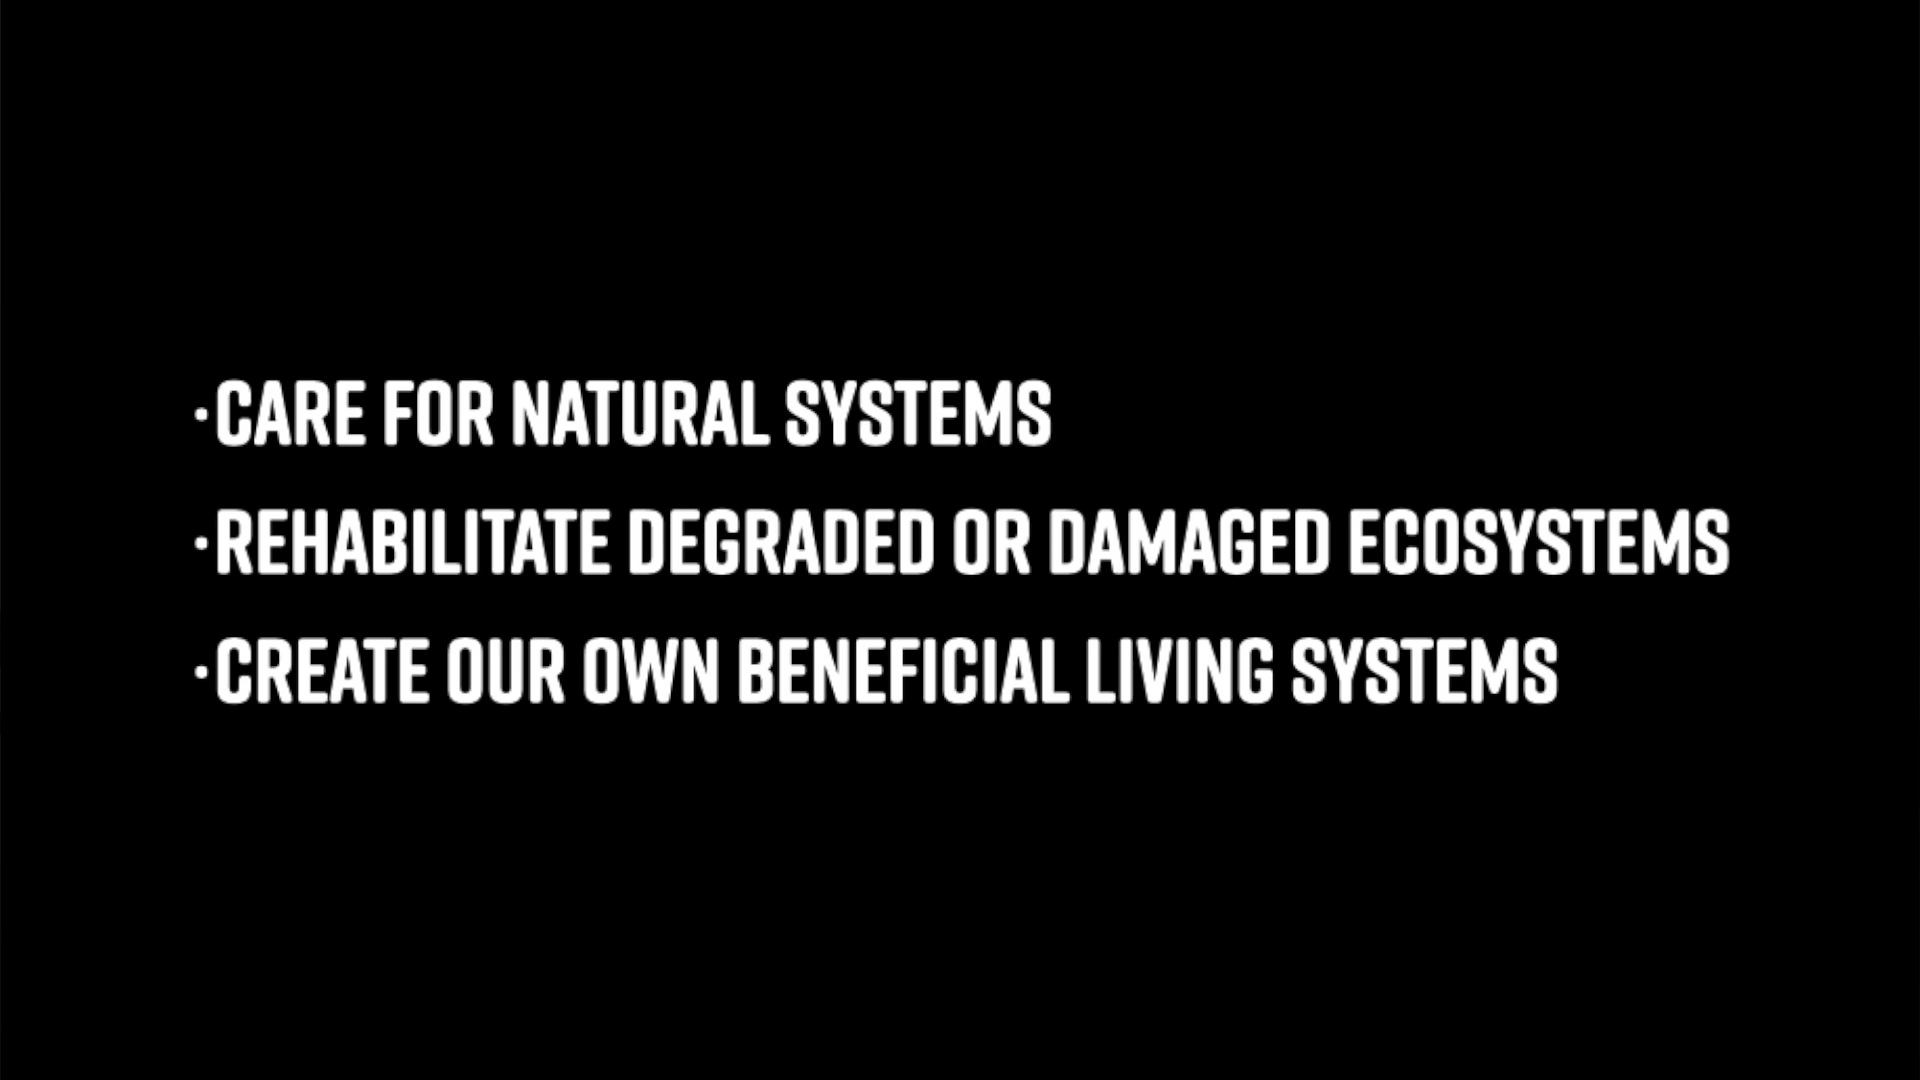 ·CARE FOR NATURAL SYSTEMS
·REHABILITATE DEGRADED OR DAMAGED ECOSYSTEMS
·CREATE OUR OWN BENEFICIAL LIVING SYSTEMS